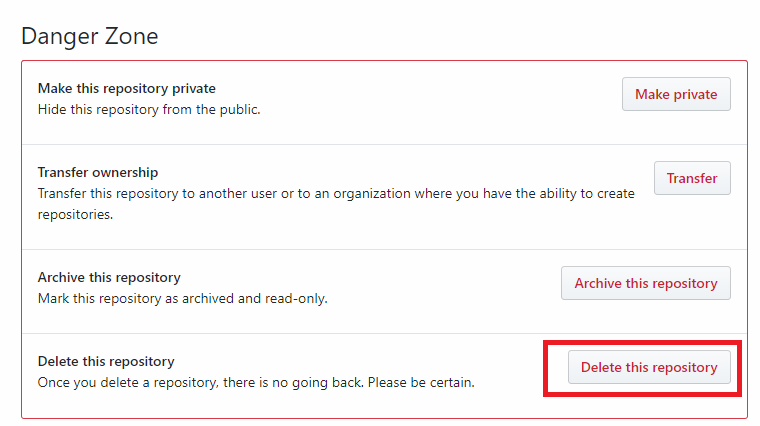 Danger Zone
Make this repository private
Hide this repository from the public.
Make private
Transfer ownership
Transfer this repository to another user or to an organization where you have the ability to create
repositories.
Transfer
Archive this repository
Mark this repository as archived and read-only.
Archive this repository
Delete this repository
Once you delete a repository, there is no going back. Please be certain.
Delete this repository